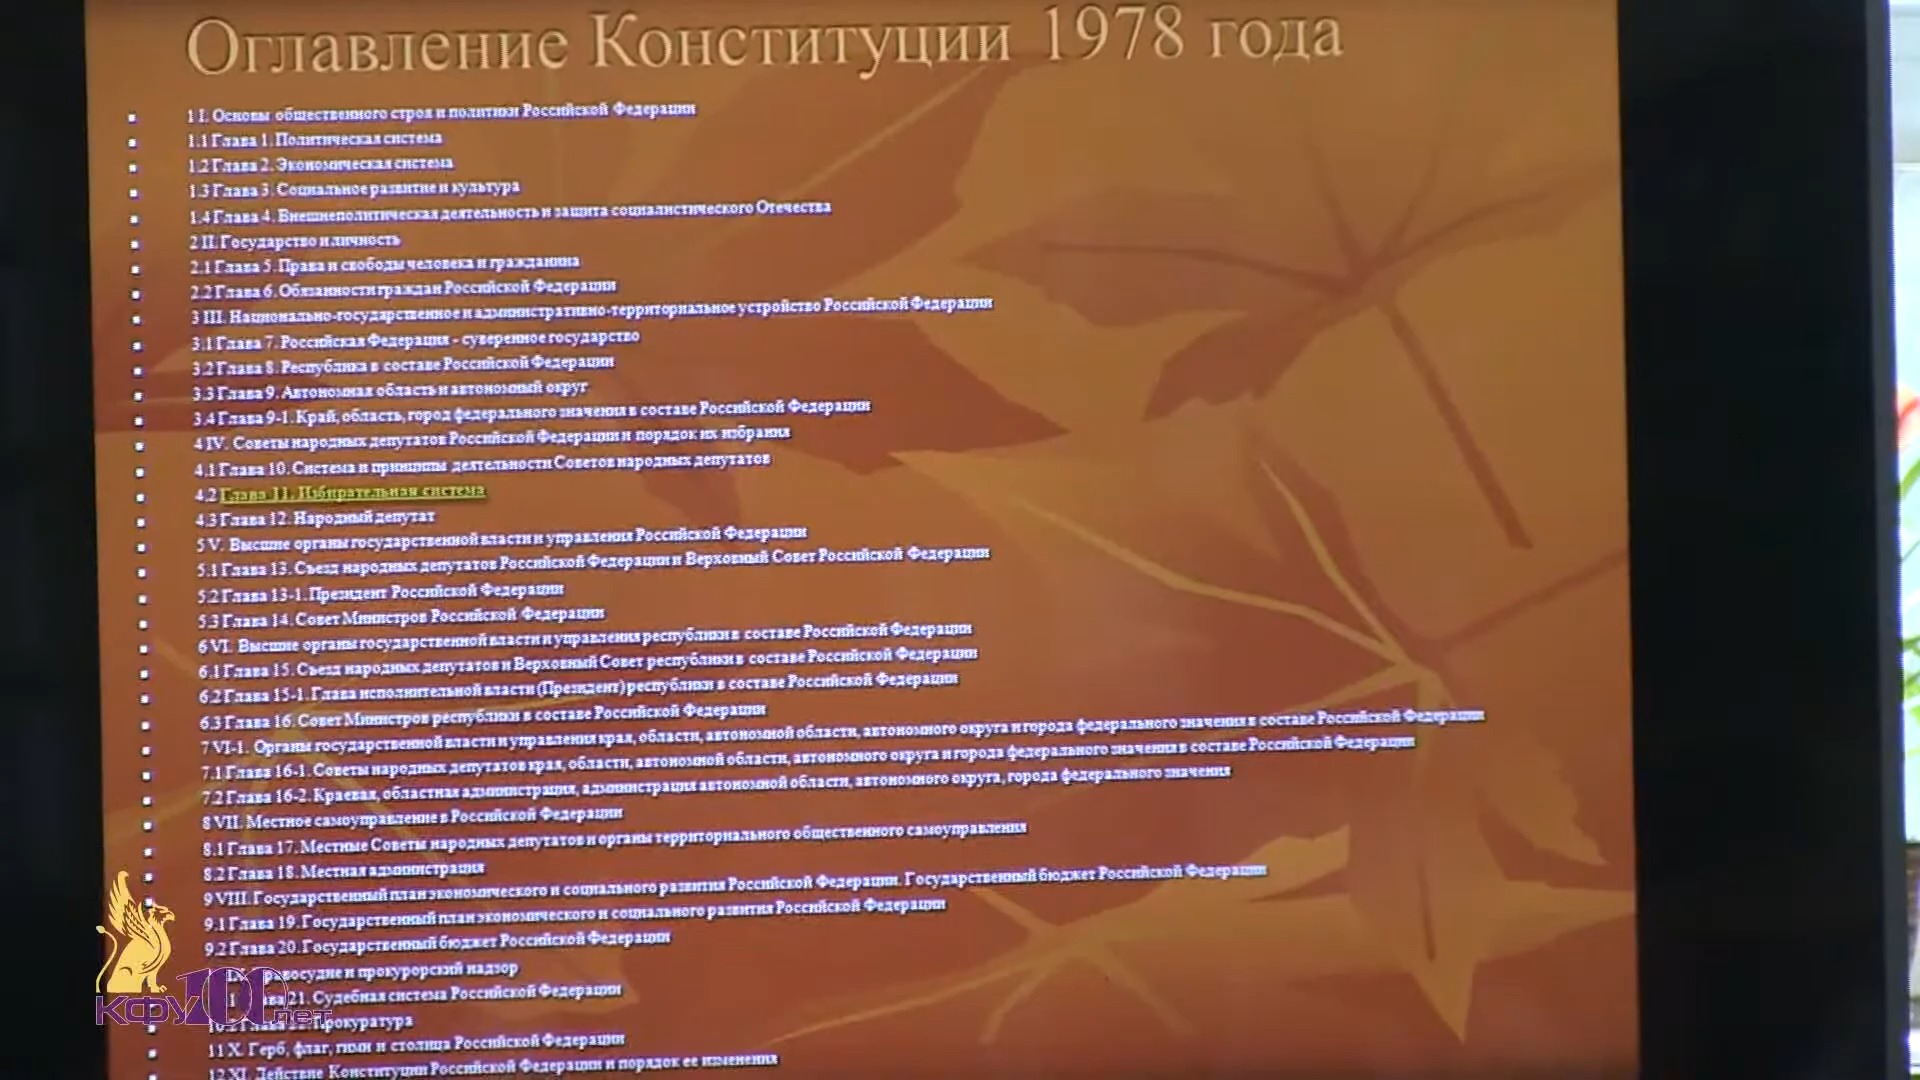 Оглавление Конституции 1978 года
1 I. Основы общественного строя и политики Российской Федерации
1.1 Глава 1. Политическая система
1.2 Глава 2. Экономическая система
1.3 Глава 3. Социальное развитие и культура
1.4 Глава 4. Внешнеполитическая деятельность и защита социалистического Отечества
2 II. Государство и личность
2.1 Глава 5. Права и свободы человека и гражданина
2.2 Глава 6. Обязанности граждан Российской Федерации
3 III. Национально-государственное и административно-территориальное устройство Российской Федерации
3.1 Глава 7. Российская Федерация - суверенное государство
3.2 Глава 8. Республика в составе Российской Федерации
3.3 Глава 9. Автономная область и автономный округ
3.4 Глава 9-1. Край, область, город федерального значения в составе Российской Федерации
4 IV. Советы народных депутатов Российской Федерации и порядок их избрания
4.1 Глава 10. Система и принципы деятельности Советов народных депутатов
4.2 Глава 11. Избирательная система
4.3 Глава 12. Народный депутат
5 V. Высшие органы государственной власти и управления Российской Федерации
5.1 Глава 13. Съезд народных депутатов Российской Федерации и Верховный Совет Российской Федерации
5.2 Глава 13-1. Президент Российской Федерации
5.3 Глава 14. Совет Министров Российской Федерации
6 VI. Высшие органы государственной власти и управления республики в составе Российской Федерации
6.1 Глава 15. Съезд народных депутатов и Верховный Совет республики в составе Российской Федерации
6.2 Глава 15-1. Глава исполнительной власти (Президент) республики в составе Российской Федерации
6.3 Глава 16. Совет Министров республики в составе Российской Федерации
7 VI-1. Органы государственной власти и управления края, области, автономной области, автономного округа и города федерального значения в составе Российской Федерации
7.1 Глава 16-1. Советы народных депутатов края, области, автономной области, автономного округа и города федерального значения в составе Российской Федерации
7.2 Глава 16-2. Краевая, областная администрация, администрация автономной области, автономного округа, города федерального значения
8 VII. Местное самоуправление в Российской Федерации
8.1 Глава 17. Местные Советы народных депутатов и органы территориального общественного самоуправления
8.2 Глава 18. Местная администрация
9 VIII. Государственный план экономического и социального развития Российской Федерации. Государственный бюджет Российской Федерации
9.1 Глава 19. Государственный план экономического и социального развития Российской Федерации
9.2 Глава 20. Государственный бюджет Российской Федерации
и прокурорский надзор
21. Судебная система Российской Федерации
Прокуратура
11 X. Герб, флаг, гимн и столица Российской Федерации
12 XI. Действие Конституции Российской Федерации и порядок ее изменения
КФУ 100 лет